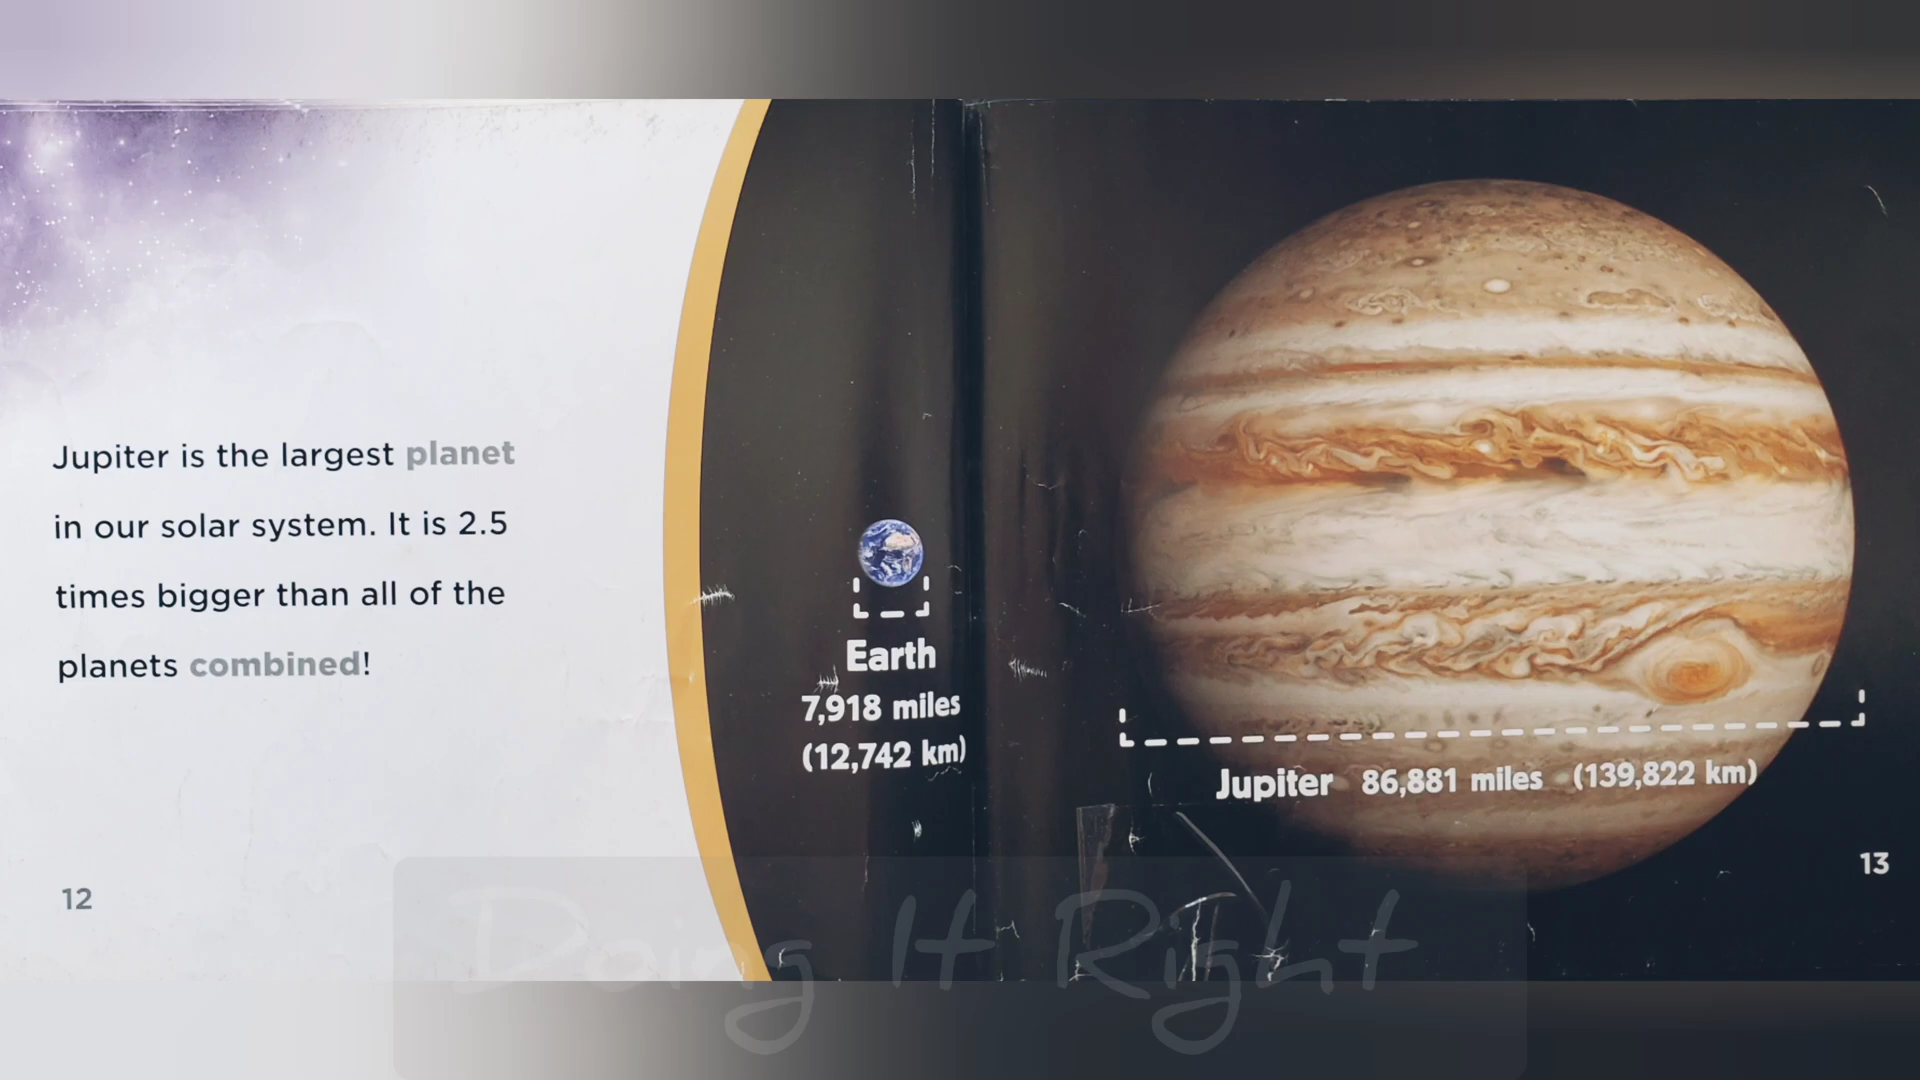 Jupiter is the largest planet
in our solar system. It is 2.5
times bigger than all of the
planets combined!
12
Earth
7,918 miles
(12,742 km)
Jupiter 86,881 miles (139,822 km)
13
Doing It Right